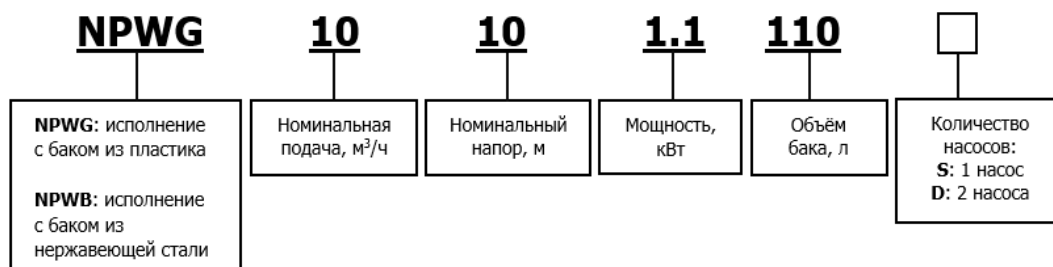 NPWG 10 10 1.1 110
NPWG: исполнение
с баком из пластика
NPWB: исполнение
с баком из
нержавеющей стали
Номинальная
подача, м³/ч
Номинальный
напор, м
Мощность,
кВт
Объём
бака, л
Количество
насосов:
S: 1 насос
D: 2 насоса